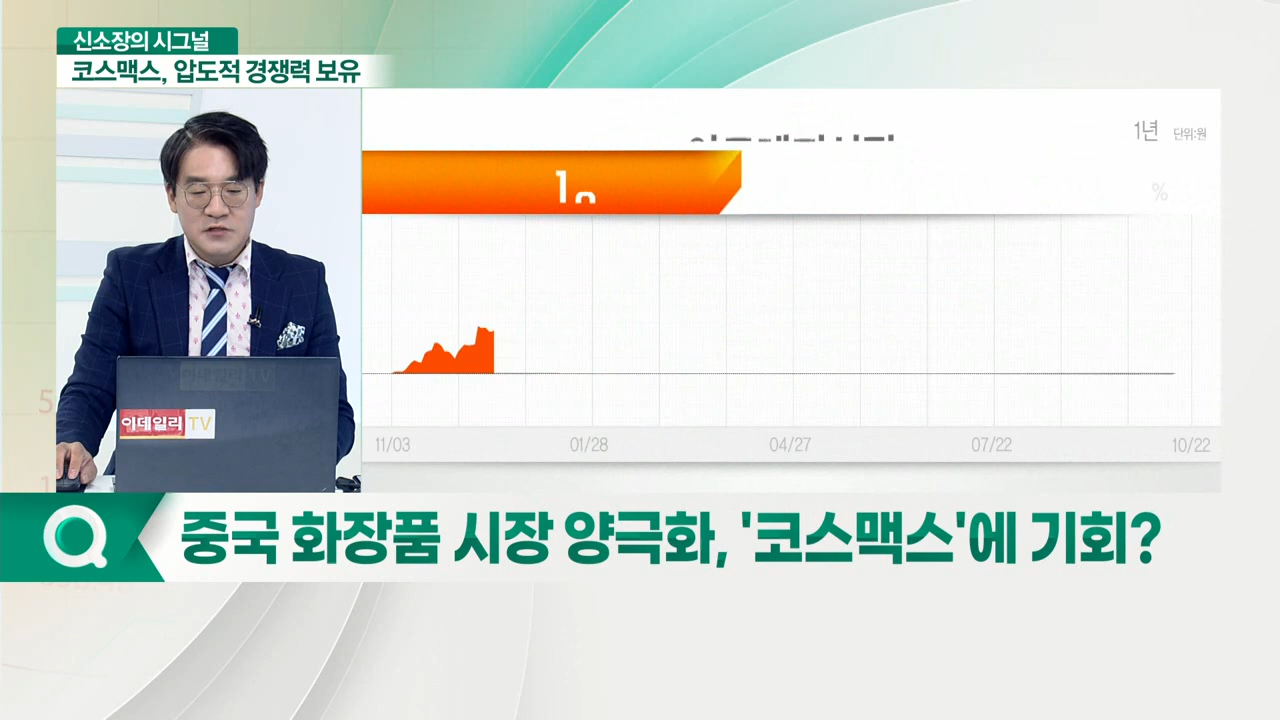 신소장의 시그널
코스맥스, 압도적 경쟁력 보유
1년 단위:원
%
이데일리 TV
11/03 01/28 04/27 07/22 10/22
중국 화장품 시장 양극화, '코스맥스'에 기회?